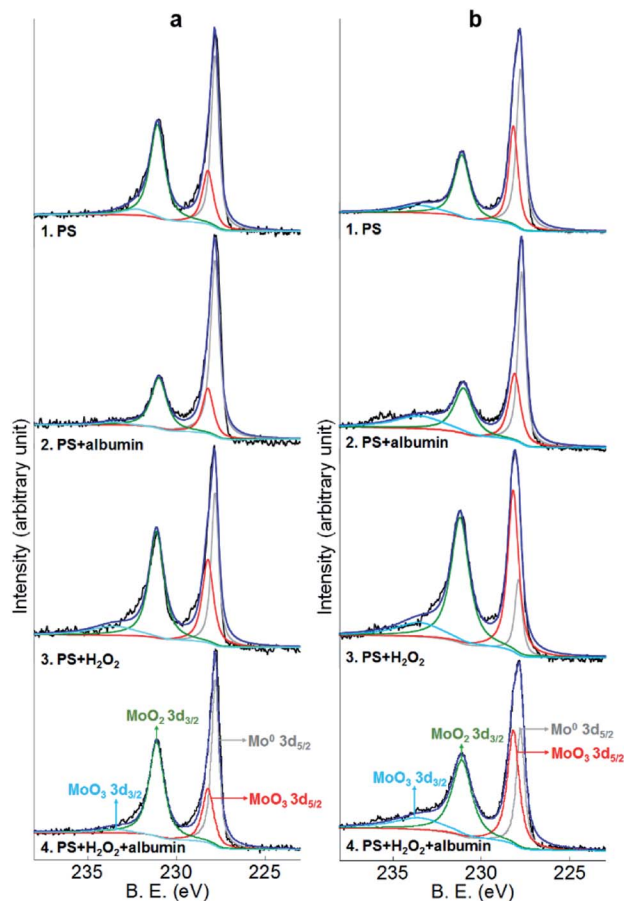 a
b
Intensity (arbitrary unit)
Intensity (arbitrary unit)
1. PS
1. PS
2. PS+albumin
2. PS+albumin
3. PS+H₂O₂
3. PS+H₂O₂
MoO₂ 3d₃/₂
Mo⁰ 3d₅/₂
MoO₃ 3d₃/₂
MoO₃ 3d₅/₂
4. PS+H₂O₂+albumin
MoO₂ 3d₃/₂
Mo⁰ 3d₅/₂
MoO₃ 3d₅/₂
MoO₃ 3d₃/₂
4. PS+H₂O₂+albumin
235 230 225
235 230 225
B. E. (eV)
B. E. (eV)